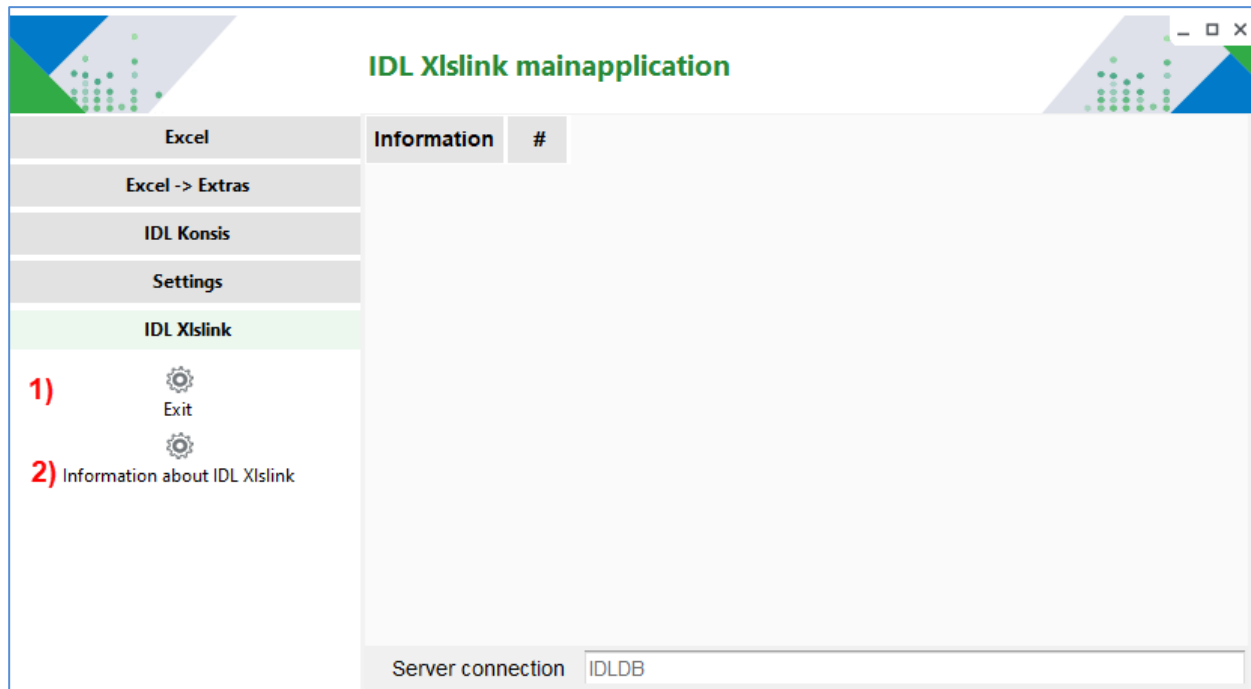 IDL Xlslink mainapplication
Excel
Information #
Excel -> Extras
IDL Konsis
Settings
IDL Xlslink
1)
Exit
2) Information about IDL Xlslink
Server connection IDLDB